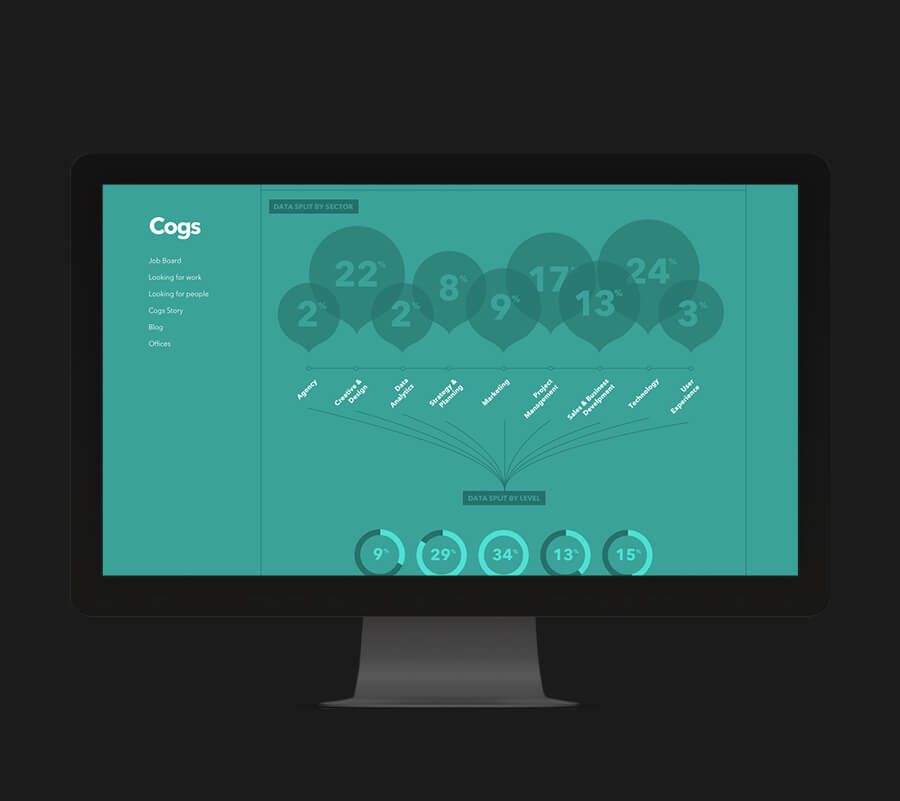 Cogs
Job Board
Looking for work
Looking for people
Cogs Story
Blog
Offices
DATA SPLIT BY SECTOR
2%
22%
2%
8%
9%
17%
13%
24%
3%
Agency
Creative &
Design
Data
Analytics
Strategy &
Planning
Marketing
Project
Management
Sales & Business
Develpment
Technology
User
Experience
DATA SPLIT BY LEVEL
9%
29%
34%
13%
15%